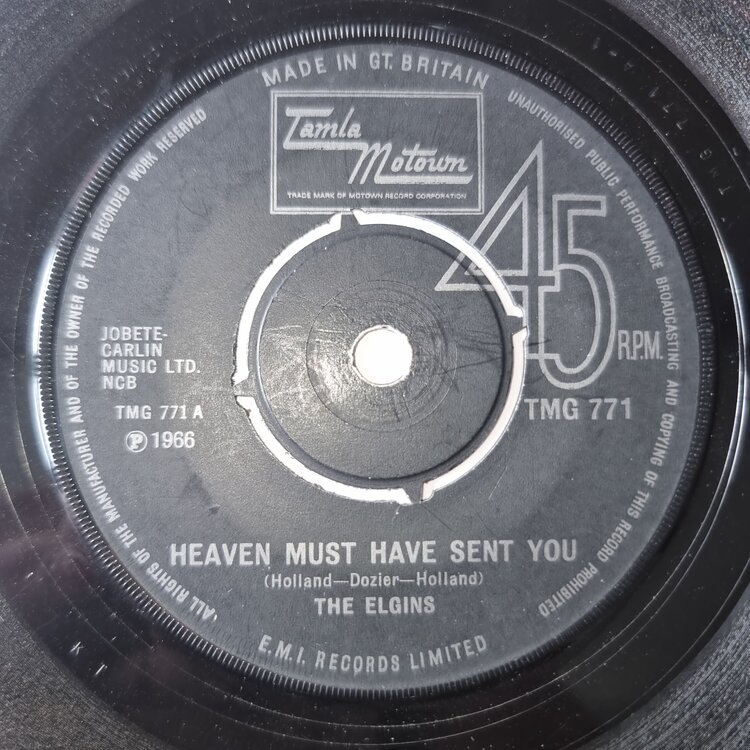 MADE IN GT. BRITAIN
UNAUTHORISED PUBLIC PERFORMANCE BROADCASTING AND COPYING OF THIS RECORD PROHIBITED
ALL RIGHTS OF THE MANUFACTURER AND OF THE OWNER OF THE RECORDED WORK RESERVED
Tamla
Motown
TRADE MARK OF MOTOWN RECORD CORPORATION
45
R.P.M.
JOBETE-
CARLIN
MUSIC LTD.
NCB
TMG 771 A
Ⓟ 1966
TMG 771
HEAVEN MUST HAVE SENT YOU
(Holland—Dozier—Holland)
THE ELGINS
E.M.I. RECORDS LIMITED
K T